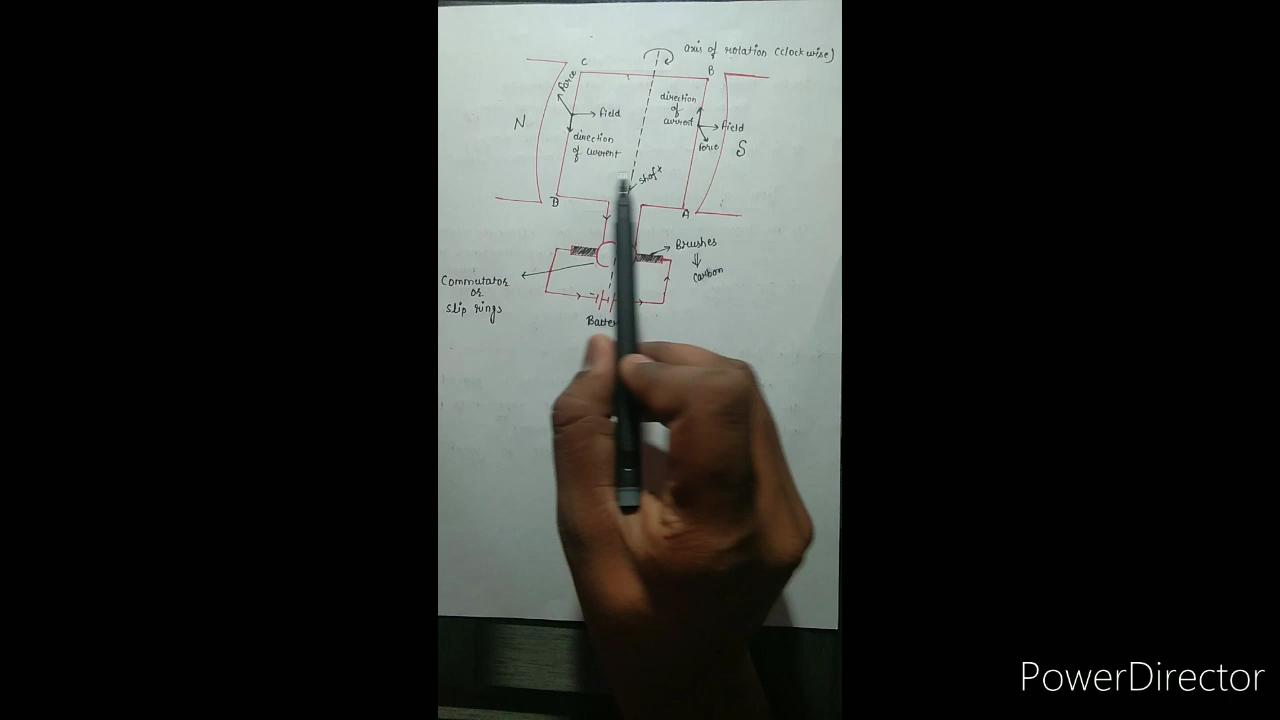 axis of rotation (clockwise)
C
B
Force
field
direction
of
current
field
Force
N
S
direction
of current
shaft
B
A
Brushes
Carbon
Commutator
or
slip rings
PowerDirector